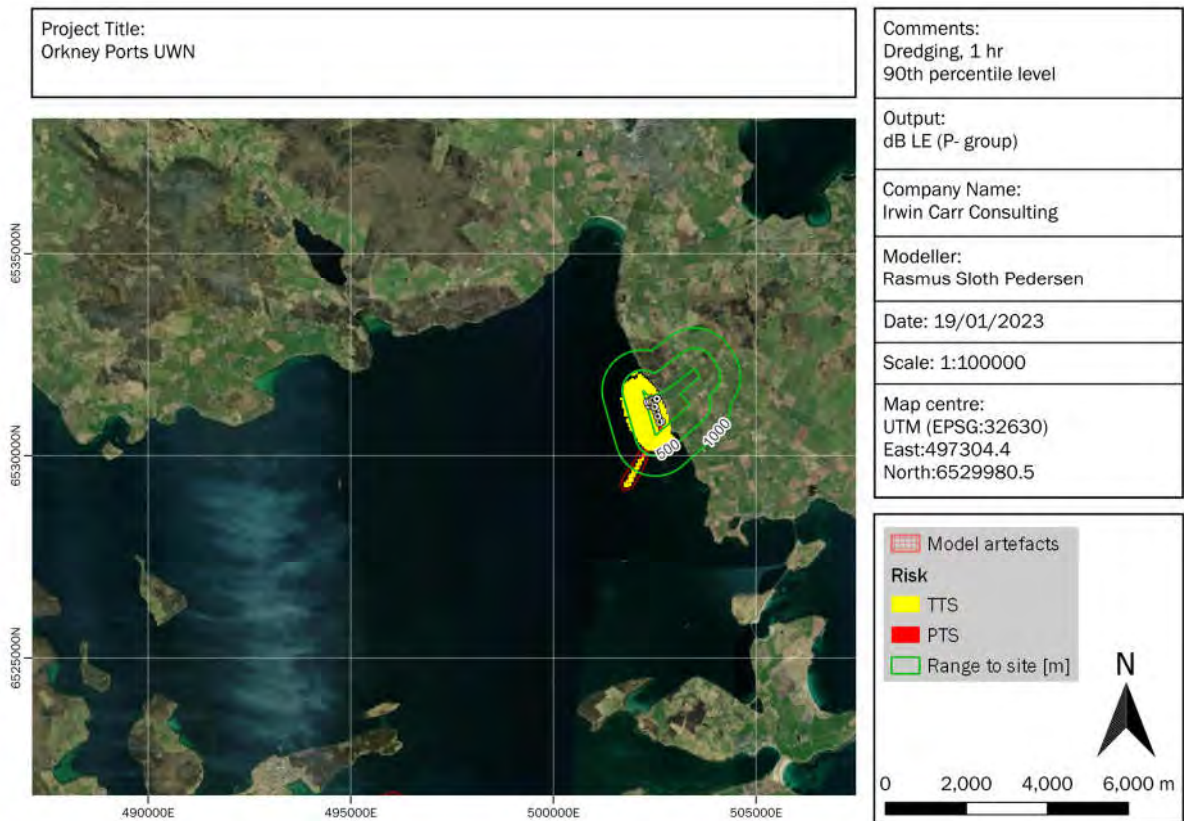 Project Title:
Orkney Ports UWN
Comments:
Dredging, 1 hr
90th percentile level
Output:
dB LE (P- group)
Company Name:
Irwin Carr Consulting
Modeller:
Rasmus Sloth Pedersen
Date: 19/01/2023
Scale: 1:100000
Map centre:
UTM (EPSG:32630)
East:497304.4
North:6529980.5
Model artefacts
Risk
TTS
PTS
Range to site [m]
N
0 2,000 4,000 6,000 m
6535000N
6530000N
6525000N
500
1000
490000E 495000E 500000E 505000E